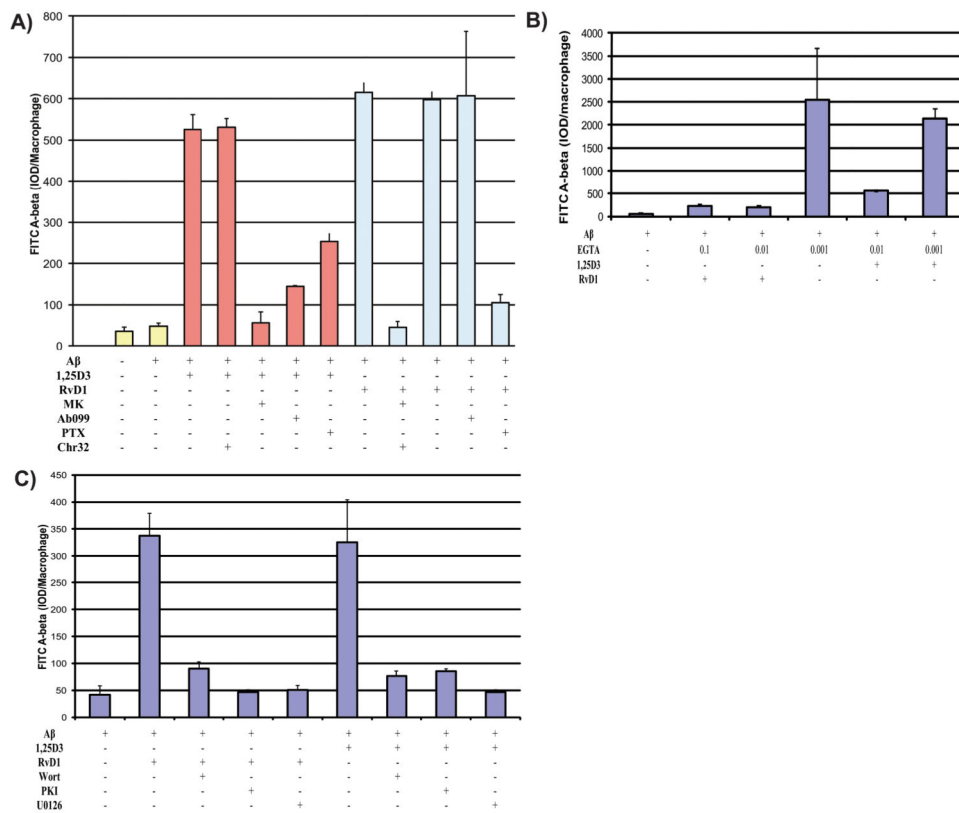 A)
FITC A-beta (IOD/Macrophage)
800
700
600
500
400
300
200
100
0
Aβ - + + + + + + + + + + +
1,25D3 - - + + + + + - - - - -
RvD1 - - - - - - - + + + + +
MK - - - - + - - - + - - -
Ab099 - - - - - + - - - - + -
PTX - - - - - - + - - - - +
Chr32 - - - + - - - - + - - -
B)
FITC A-beta (IOD/macrophage)
4000
3500
3000
2500
2000
1500
1000
500
0
Aβ + + + + + +
EGTA - 0.1 0.01 0.001 0.01 0.001
1,25D3 - - - - + +
RvD1 - + + - - -
C)
FITC A-beta (IOD/Macrophage)
450
400
350
300
250
200
150
100
50
0
Aβ + + + + + + + + +
1,25D3 - - - - - + + + +
RvD1 - + + + + - - - -
Wort - - + - - - + - -
PKI - - - + - - - + -
U0126 - - - - + - - - +